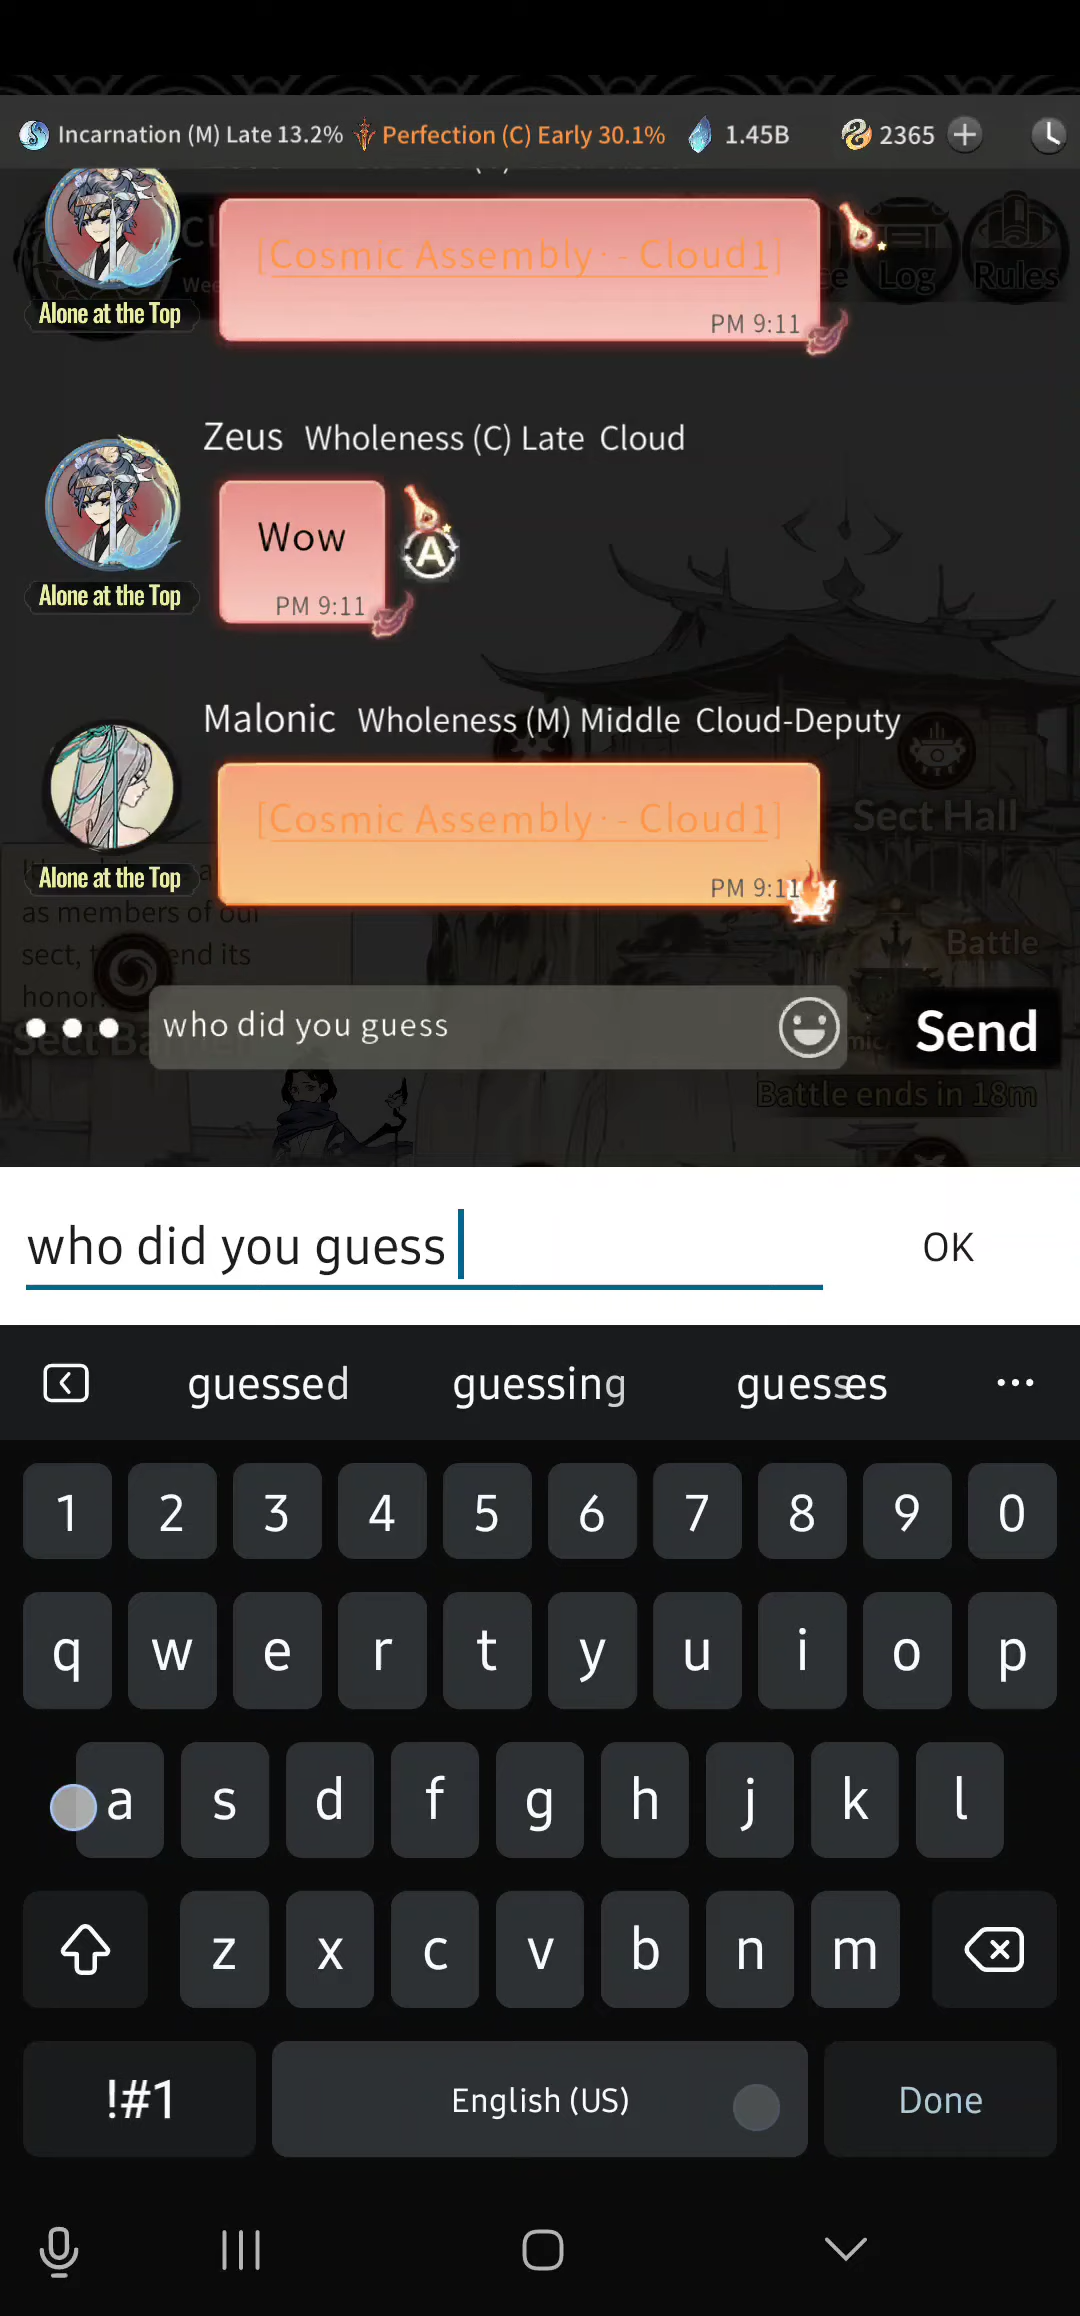 Incarnation (M) Late 13.2% Perfection (C) Early 30.1% 1.45B 2365
[Cosmic Assembly · - Cloud1]
Log
Rules
Alone at the Top
PM 9:11
Zeus Wholeness (C) Late Cloud
Wow
Alone at the Top
PM 9:11
Malonic Wholeness (M) Middle Cloud-Deputy
[Cosmic Assembly · - Cloud1]
Sect Hall
Alone at the Top
PM 9:11
as members of our
sect, end its
honor.
Battle
who did you guess
Send
Battle ends in 18m
who did you guess
OK
guessed guessing guesses
1 2 3 4 5 6 7 8 9 0
q w e r t y u i o p
a s d f g h j k l
z x c v b n m
!#1 English (US) Done